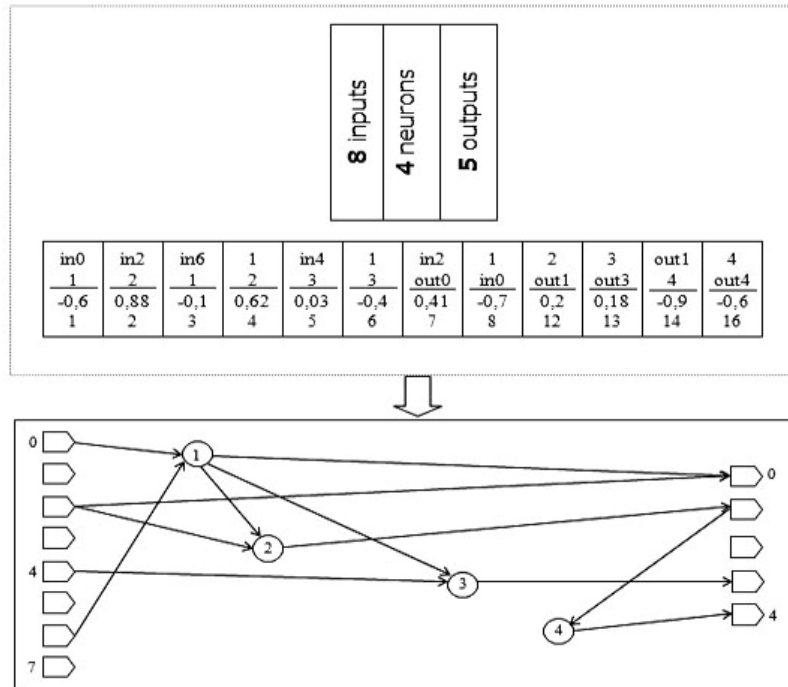 8 inputs
4 neurons
5 outputs
in0 in2 in6 1 in4 1 in2 1 2 3 out1 4
1 2 1 2 3 3 out0 in0 out1 out3 4 out4
-0,6 0,88 -0,1 0,62 0,03 -0,4 0,41 -0,7 0,2 0,18 -0,9 -0,6
1 2 3 4 5 6 7 8 12 13 14 16
0
1
0
2
4
3
4
4
7